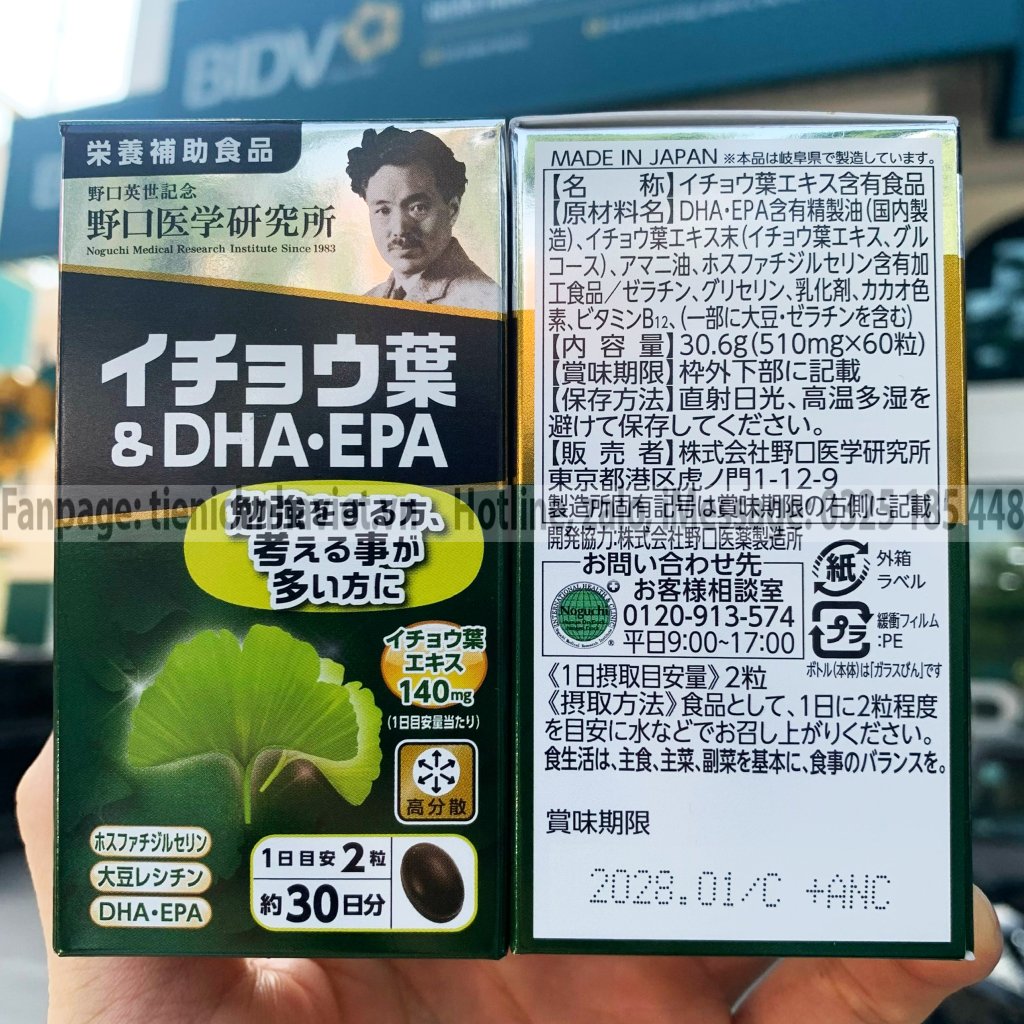 BIDV
栄養補助食品
野口英世記念
野口医学研究所
Noguchi Medical Research Institute Since 1983
イチョウ葉
&DHA・EPA
勉強をする方、
考える事が
多い方に
イチョウ葉
エキス
140mg
(1日目安量当たり)
高分散
ホスファチジルセリン
大豆レシチン
DHA・EPA
1日目安2粒
約30日分
MADE IN JAPAN ※本品は岐阜県で製造しています。
【名 称】イチョウ葉エキス含有食品
【原材料名】DHA・EPA含有精製油(国内製
造)、イチョウ葉エキス末(イチョウ葉エキス、グル
コース)、アマニ油、ホスファチジルセリン含有加
工食品/ゼラチン、グリセリン、乳化剤、カカオ色
素、ビタミンB12、(一部に大豆・ゼラチンを含む)
【内 容 量】30.6g(510mg×60粒)
【賞味期限】枠外下部に記載
【保存方法】直射日光、高温多湿を
避けて保存してください。
【販 売 者】株式会社野口医学研究所
東京都港区虎ノ門1-12-9
製造所固有記号は賞味期限の右側に記載
開発協力:株式会社野口医薬製造所
お問い合わせ先
Noguchi
お客様相談室
0120-913-574
平日9:00~17:00
紙
外箱
ラベル
プラ
緩衝フィルム
:PE
ボトル(本体)は「ガラスびん」です
《1日摂取目安量》2粒
《摂取方法》食品として、1日に2粒程度
を目安に水などでお召し上がりください。
食生活は、主食、主菜、副菜を基本に、食事のバランスを。
賞味期限
2028.01/C +ANC
Fanpage: